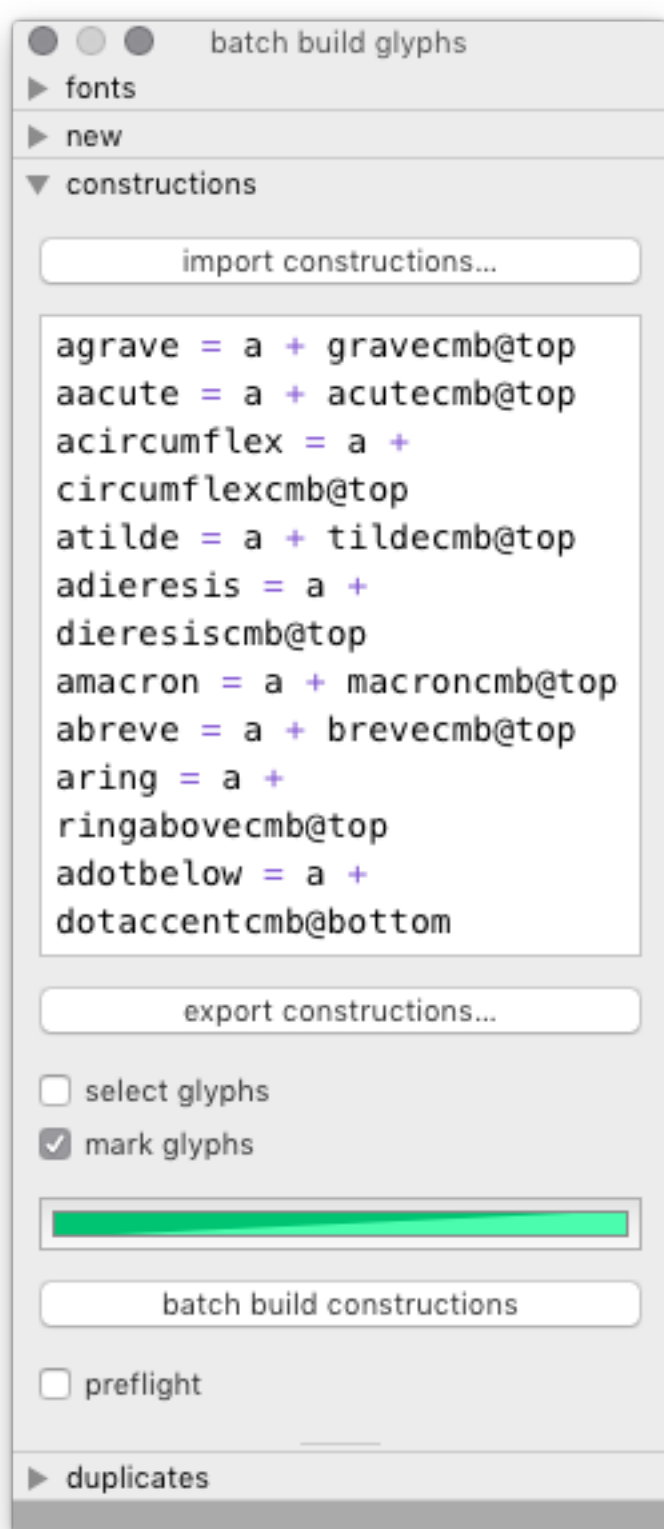 batch build glyphs
fonts
new
constructions
import constructions...
agrave = a + gravecmb@top
aacute = a + acutecmb@top
acircumflex = a +
circumflexcmb@top
atilde = a + tildecmb@top
adieresis = a +
dieresiscmb@top
amacron = a + macroncmb@top
abreve = a + brevecmb@top
aring = a +
ringabovecmb@top
adotbelow = a +
dotaccentcmb@bottom
export constructions...
select glyphs
mark glyphs
batch build constructions
preflight
duplicates